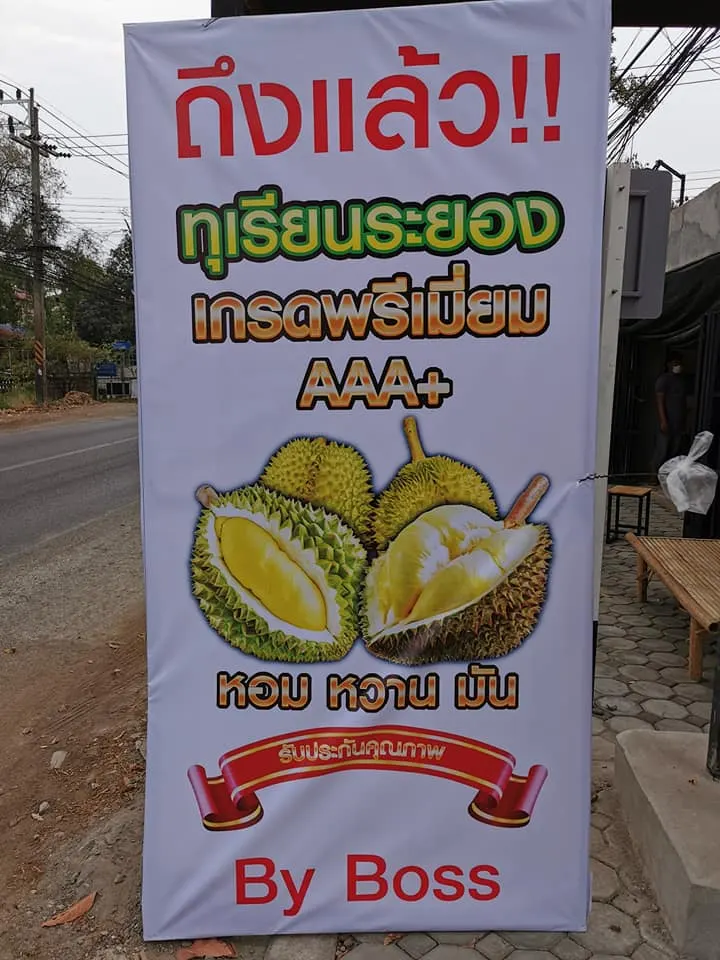 ถึงแล้ว!!
ทุเรียนระยอง
เกรดพรีเมี่ยม
AAA+
หอม หวาน มัน
รับประกันคุณภาพ
By Boss